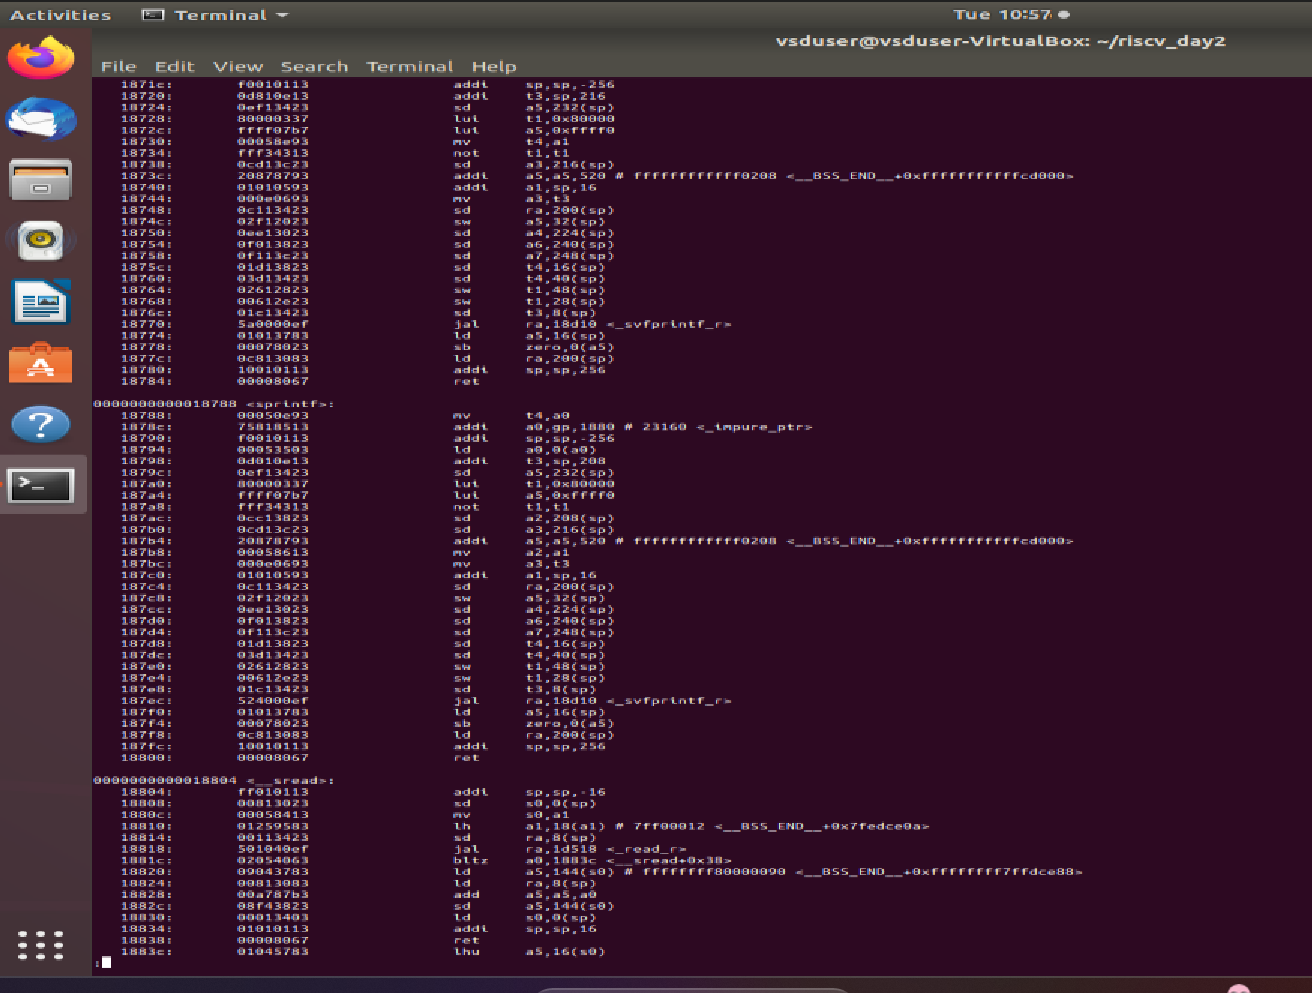 Activities Terminal Tue 10:57
vsduser@vsduser-VirtualBox: ~/riscv_day2
File Edit View Search Terminal Help
1871c: f0010113 addi sp,sp,-256
18720: 0d810e13 addi t3,sp,216
18724: 0ef13423 sd a5,232(sp)
18728: 80000337 lui t1,0x80000
1872c: ffff07b7 lui a5,0xffff0
18730: 00058e93 mv t4,a1
18734: fff34313 not t1,t1
18738: 0cd13c23 sd a3,216(sp)
1873c: 20878793 addi a5,a5,520 # ffffffffffff0208 <__BSS_END__+0xfffffffffffcd000>
18740: 01010593 addi a1,sp,16
18744: 000e0693 mv a3,t3
18748: 0c113423 sd ra,200(sp)
1874c: 02f12023 sw a5,32(sp)
18750: 0ee13023 sd a4,224(sp)
18754: 0f013823 sd a6,240(sp)
18758: 0f113c23 sd a7,248(sp)
1875c: 01d13823 sd t4,16(sp)
18760: 03d13423 sd t4,40(sp)
18764: 02612823 sw t1,48(sp)
18768: 00612e23 sw t1,28(sp)
1876c: 01c13423 sd t3,8(sp)
18770: 5a0000ef jal ra,18d10 <_svfprintf_r>
18774: 01013783 ld a5,16(sp)
18778: 00078023 sb zero,0(a5)
1877c: 0c813083 ld ra,200(sp)
18780: 10010113 addi sp,sp,256
18784: 00008067 ret
0000000000018788 <sprintf>:
18788: 00050e93 mv t4,a0
1878c: 75818513 addi a0,gp,1880 # 23160 <_impure_ptr>
18790: f0010113 addi sp,sp,-256
18794: 00053503 ld a0,0(a0)
18798: 0d010e13 addi t3,sp,208
1879c: 0ef13423 sd a5,232(sp)
187a0: 80000337 lui t1,0x80000
187a4: ffff07b7 lui a5,0xffff0
187a8: fff34313 not t1,t1
187ac: 0cc13823 sd a2,208(sp)
187b0: 0cd13c23 sd a3,216(sp)
187b4: 20878793 addi a5,a5,520 # ffffffffffff0208 <__BSS_END__+0xfffffffffffcd000>
187b8: 00058613 mv a2,a1
187bc: 000e0693 mv a3,t3
187c0: 01010593 addi a1,sp,16
187c4: 0c113423 sd ra,200(sp)
187c8: 02f12023 sw a5,32(sp)
187cc: 0ee13023 sd a4,224(sp)
187d0: 0f013823 sd a6,240(sp)
187d4: 0f113c23 sd a7,248(sp)
187d8: 01d13823 sd t4,16(sp)
187dc: 03d13423 sd t4,40(sp)
187e0: 02612823 sw t1,48(sp)
187e4: 00612e23 sw t1,28(sp)
187e8: 01c13423 sd t3,8(sp)
187ec: 524000ef jal ra,18d10 <_svfprintf_r>
187f0: 01013783 ld a5,16(sp)
187f4: 00078023 sb zero,0(a5)
187f8: 0c813083 ld ra,200(sp)
187fc: 10010113 addi sp,sp,256
18800: 00008067 ret
0000000000018804 <__sread>:
18804: ff010113 addi sp,sp,-16
18808: 00813023 sd s0,0(sp)
1880c: 00058413 mv s0,a1
18810: 01259583 lh a1,18(a1) # 7ff00012 <__BSS_END__+0x7fedce0a>
18814: 00113423 sd ra,8(sp)
18818: 501040ef jal ra,1d518 <_read_r>
1881c: 02054063 bltz a0,1883c <__sread+0x38>
18820: 09043783 ld a5,144(s0) # ffffffff80000090 <__BSS_END__+0xffffffff7ffdce88>
18824: 00813083 ld ra,8(sp)
18828: 00a787b3 add a5,a5,a0
1882c: 08f43823 sd a5,144(s0)
18830: 00013403 ld s0,0(sp)
18834: 01010113 addi sp,sp,16
18838: 00008067 ret
1883c: 01045783 lhu a5,16(s0)
: